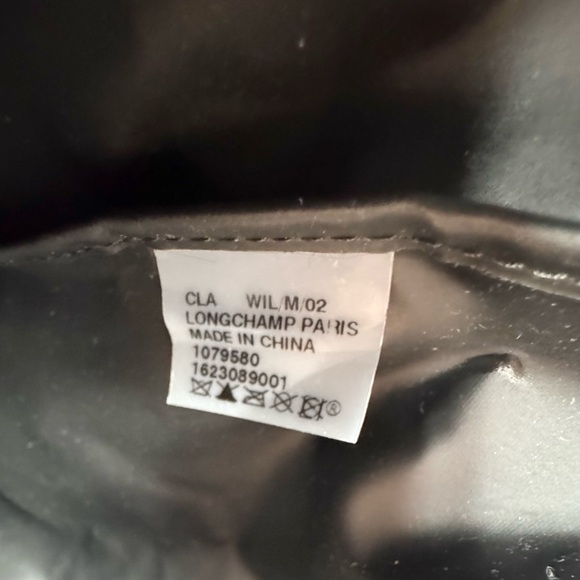 CLA WIL/M/02
LONGCHAMP PARIS
MADE IN CHINA
1079580
1623089001
®